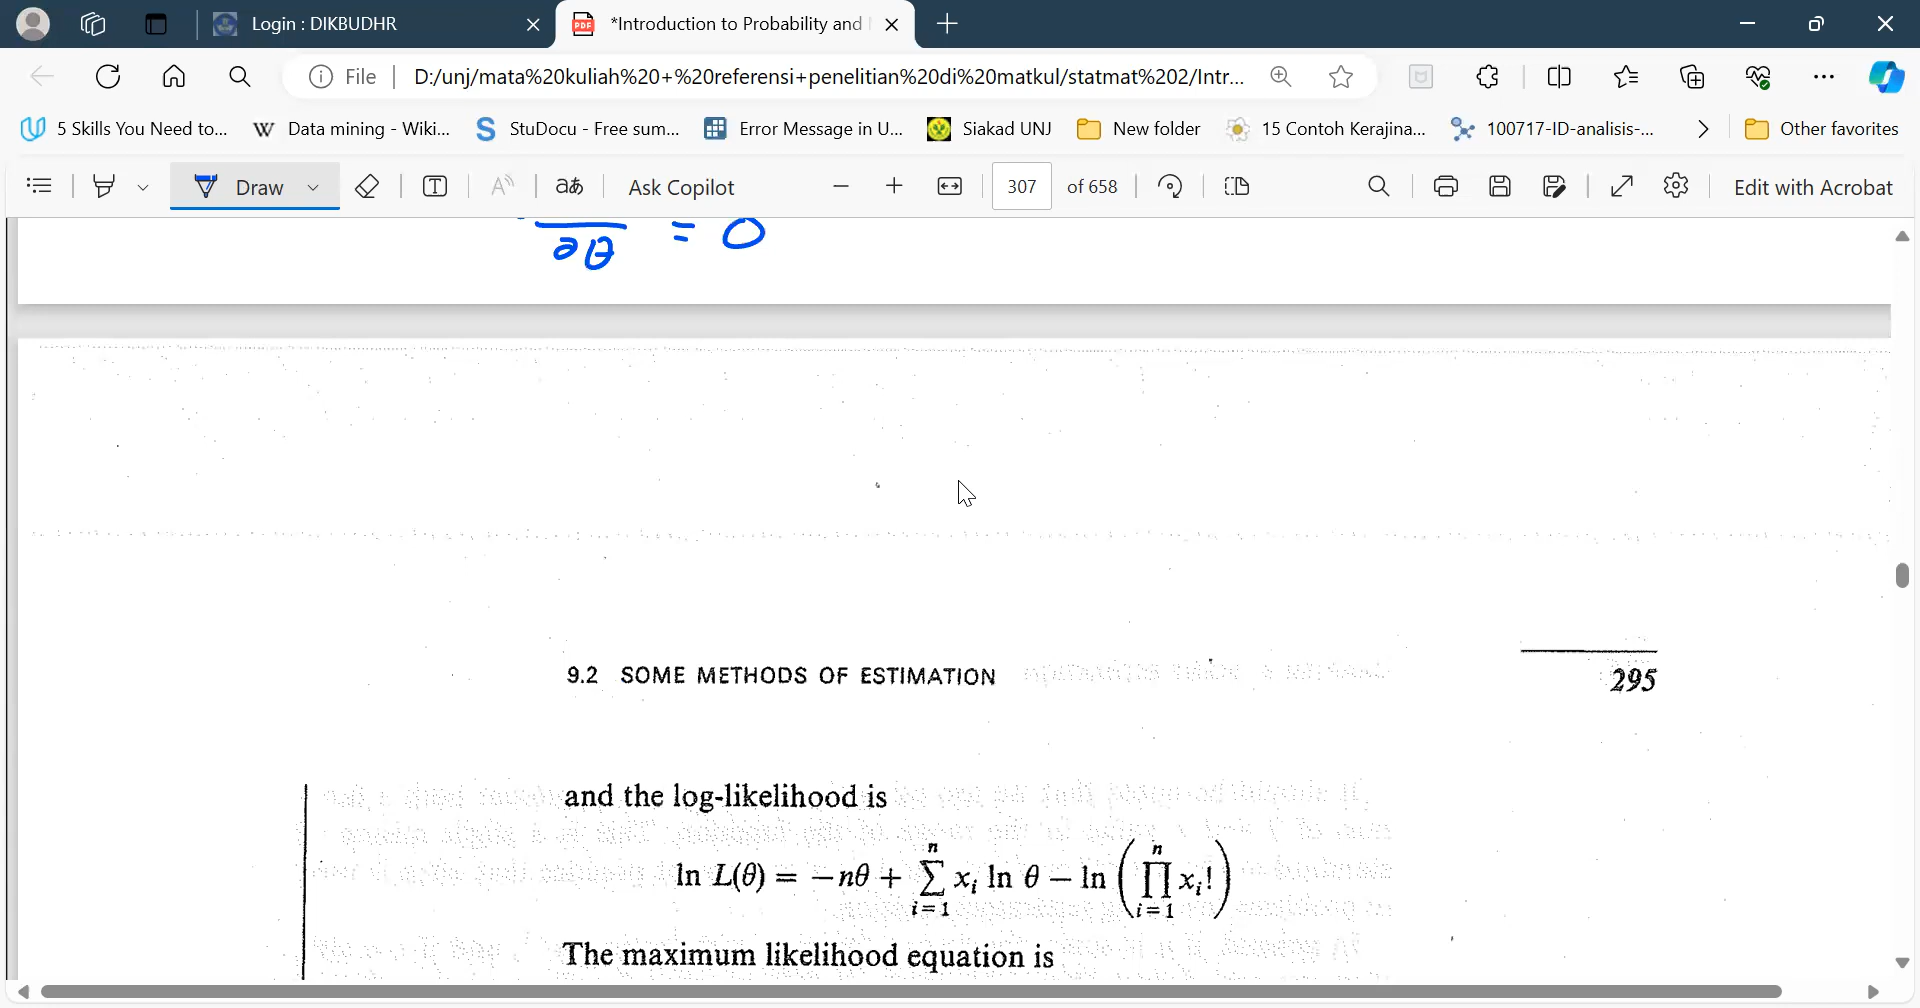 Login : DIKBUDHR
*Introduction to Probability and
File
D:/unj/mata%20kuliah%20+%20referensi+penelitian%20di%20matkul/statmat%202/Intr...
5 Skills You Need to...
W Data mining - Wiki...
S StuDocu - Free sum...
Error Message in U...
Siakad UNJ
New folder
15 Contoh Kerajina...
100717-ID-analisis-...
Other favorites
Draw
T
aあ
Ask Copilot
307 of 658
Edit with Acrobat
∂θ = 0
9.2 SOME METHODS OF ESTIMATION
295
and the log-likelihood is
ln L(θ) = −nθ + ∑_{i=1}^{n} x_i ln θ − ln (∏_{i=1}^{n} x_i!)
The maximum likelihood equation is